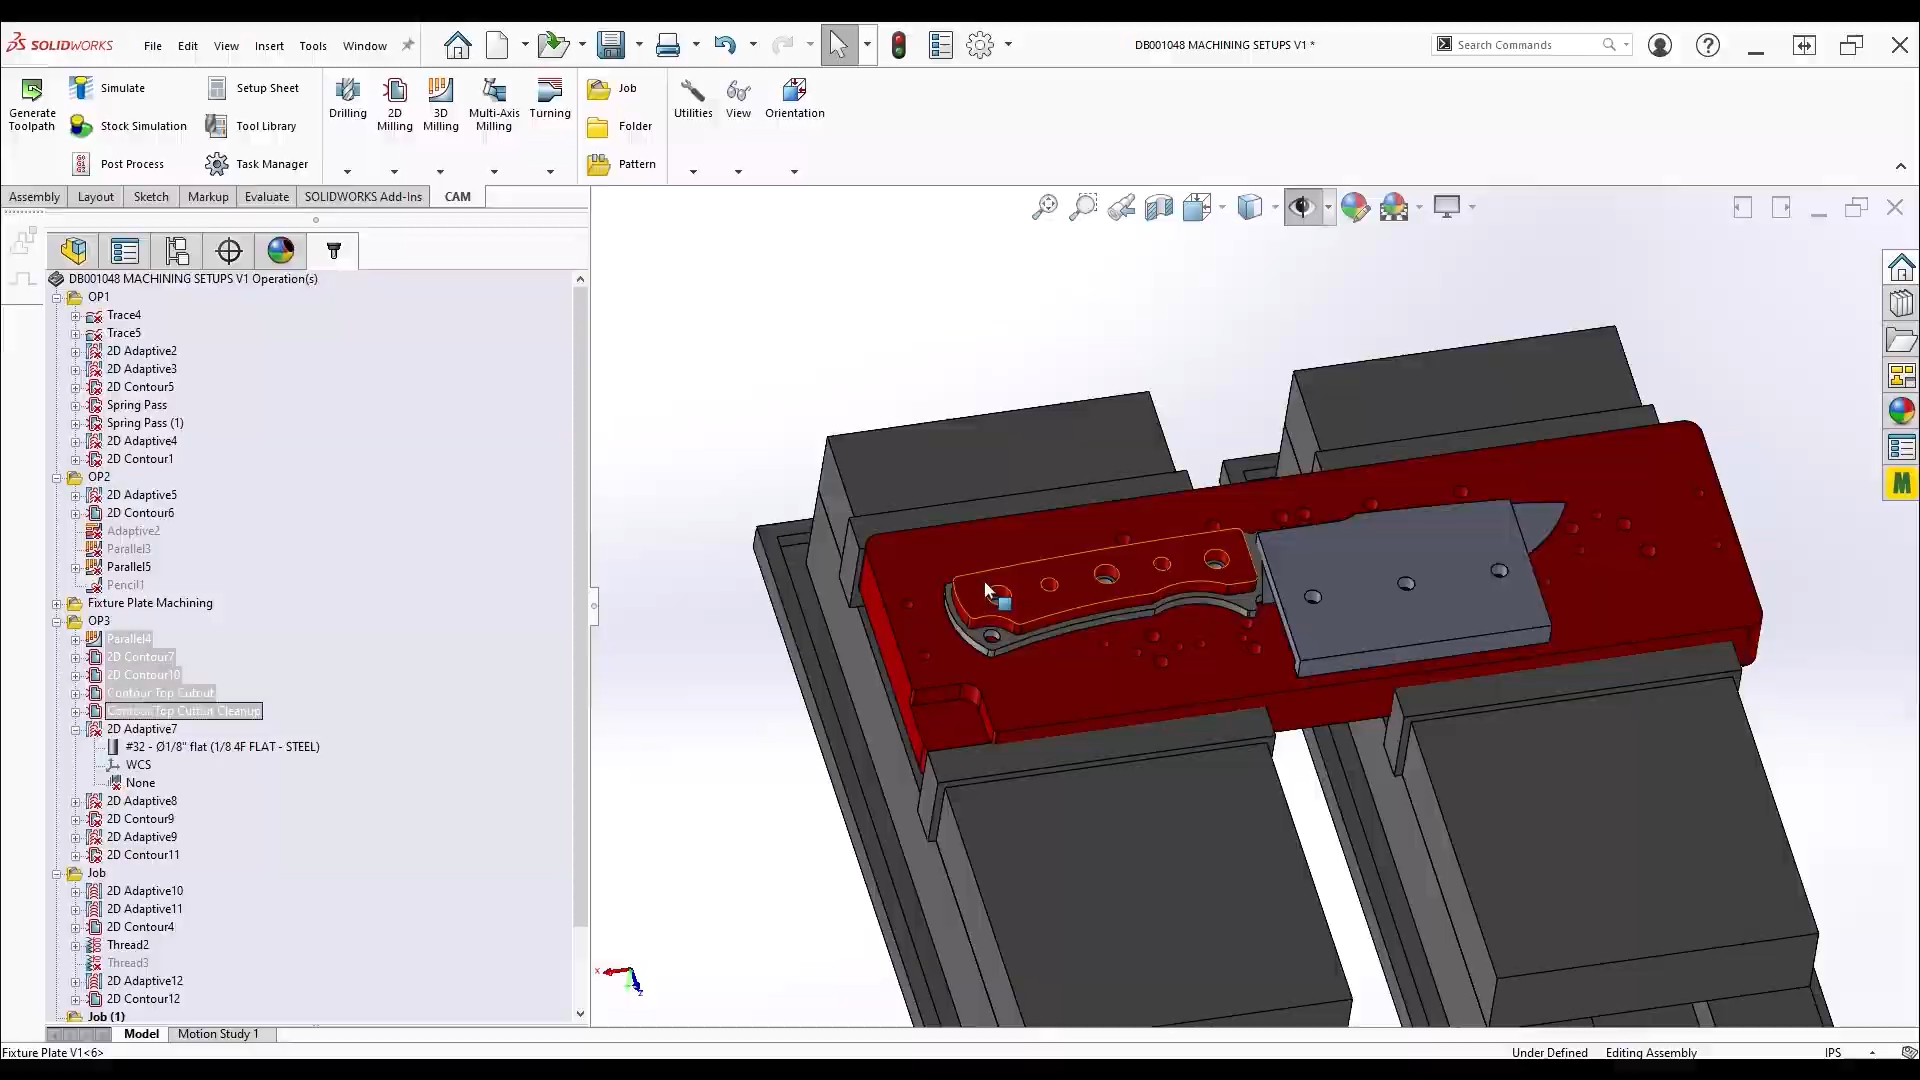 SOLIDWORKS File Edit View Insert Tools Window DB001048 MACHINING SETUPS V1 * Search Commands
Generate Toolpath
Simulate
Stock Simulation
Post Process
Setup Sheet
Tool Library
Task Manager
Drilling
2D Milling
3D Milling
Multi-Axis Milling
Turning
Job
Folder
Pattern
Utilities
View
Orientation
Assembly Layout Sketch Markup Evaluate SOLIDWORKS Add-Ins CAM
DB001048 MACHINING SETUPS V1 Operation(s)
OP1
Trace4
Trace5
2D Adaptive2
2D Adaptive3
2D Contour5
Spring Pass
Spring Pass (1)
2D Adaptive4
2D Contour1
OP2
2D Adaptive5
2D Contour6
Adaptive2
Parallel3
Parallel5
Pencil1
Fixture Plate Machining
OP3
Parallel4
2D Contour7
2D Contour10
Contour Top Cutout
Contour Top Cutout Cleanup
2D Adaptive7
#32 - Ø1/8" flat (1/8 4F FLAT - STEEL)
WCS
None
2D Adaptive8
2D Contour9
2D Adaptive9
2D Contour11
Job
2D Adaptive10
2D Adaptive11
2D Contour4
Thread2
Thread3
2D Adaptive12
2D Contour12
Job (1)
M
x
z
Model Motion Study 1
Fixture Plate V1<6> Under Defined Editing Assembly IPS